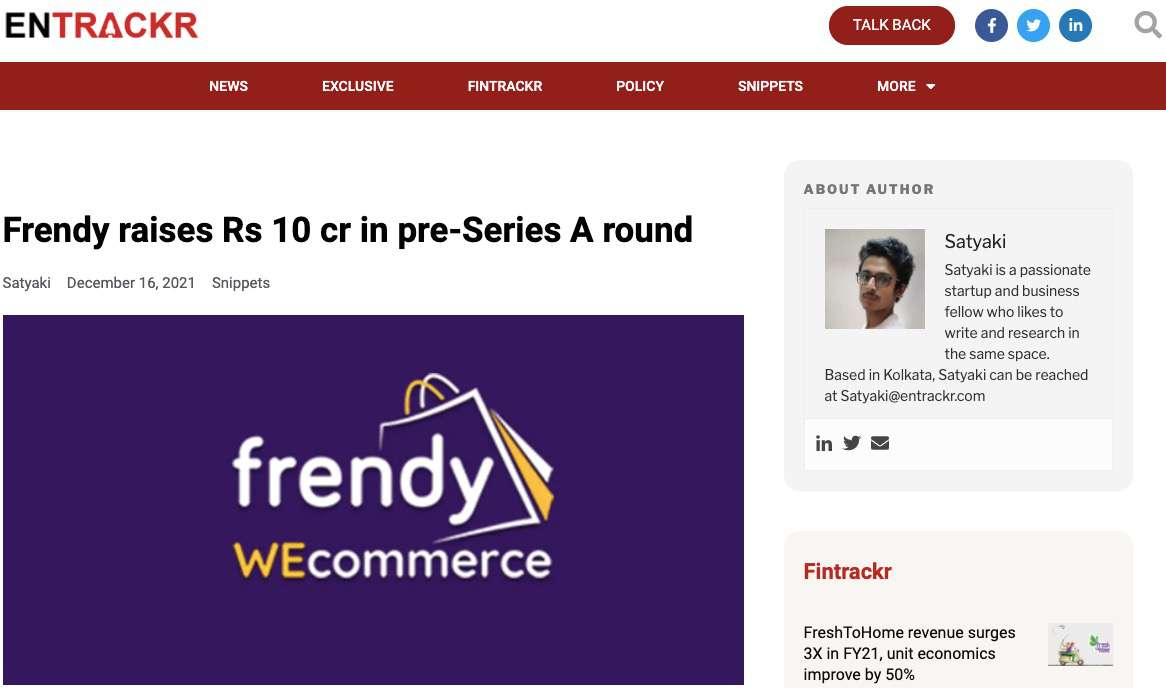 ENTRACKR
TALK BACK
NEWS EXCLUSIVE FINTRACKR POLICY SNIPPETS MORE
Frendy raises Rs 10 cr in pre-Series A round
Satyaki December 16, 2021 Snippets
frendy
WEcommerce
ABOUT AUTHOR
Satyaki
Satyaki is a passionate
startup and business
fellow who likes to
write and research in
the same space.
Based in Kolkata, Satyaki can be reached
at Satyaki@entrackr.com
Fintrackr
FreshToHome revenue surges
3X in FY21, unit economics
improve by 50%